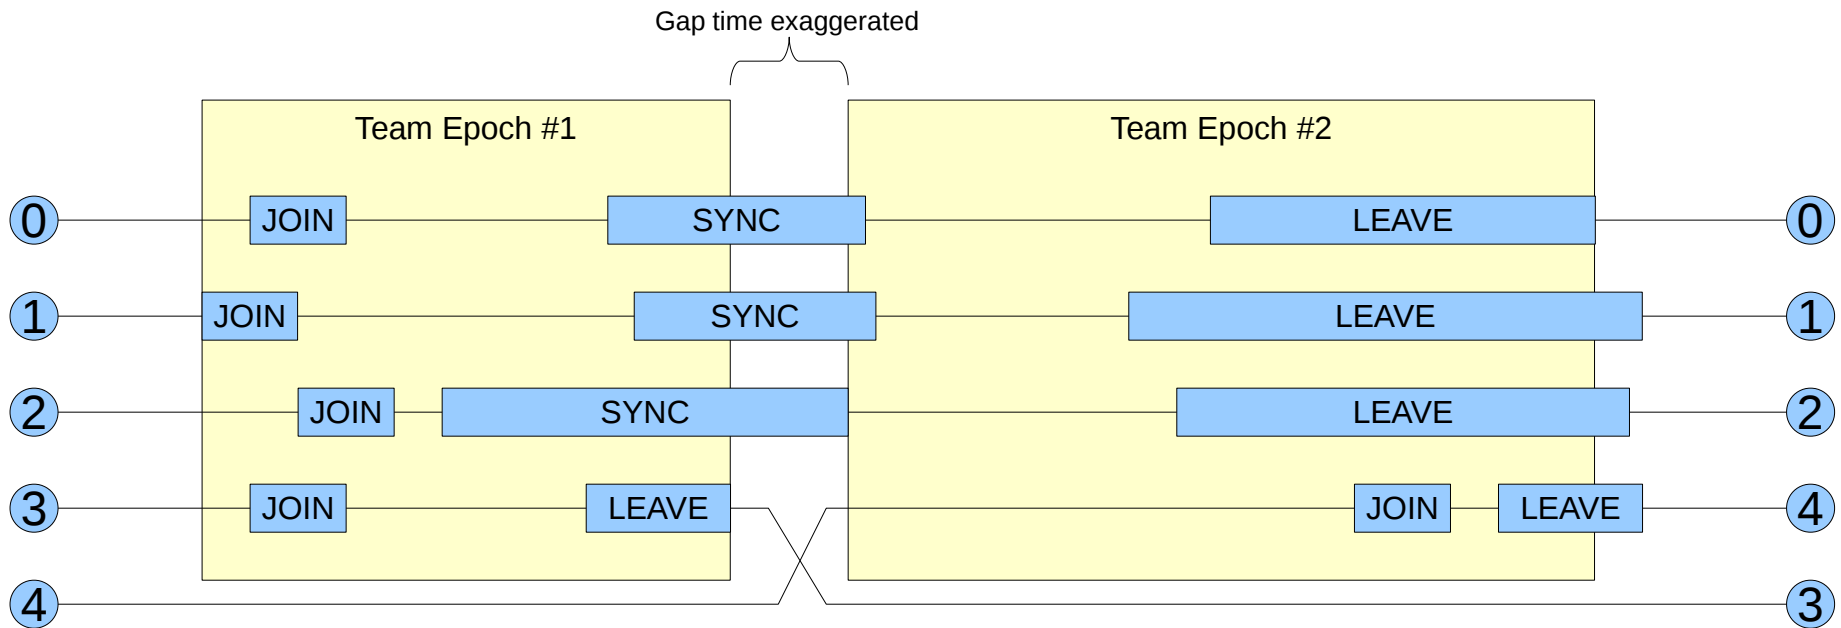 Gap time exaggerated
Team Epoch #1 Team Epoch #2
0 JOIN SYNC LEAVE 0
1 JOIN SYNC LEAVE 1
2 JOIN SYNC LEAVE 2
3 JOIN LEAVE JOIN LEAVE 4
4 3